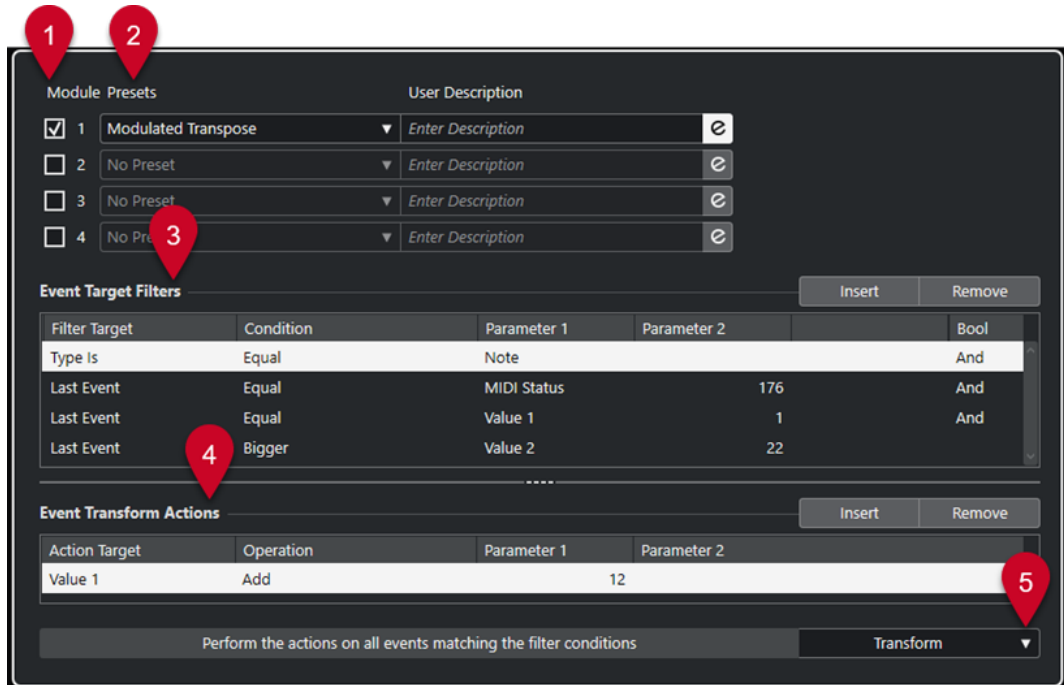 1 2
Module Presets User Description
1 Modulated Transpose Enter Description e
2 No Preset Enter Description e
3 No Preset Enter Description e
4 No Pre Enter Description e
3
Event Target Filters Insert Remove
Filter Target Condition Parameter 1 Parameter 2 Bool
Type Is Equal Note And
Last Event Equal MIDI Status 176 And
Last Event Equal Value 1 1 And
Last Event Bigger Value 2 22
4
Event Transform Actions Insert Remove
Action Target Operation Parameter 1 Parameter 2
Value 1 Add 12
5
Perform the actions on all events matching the filter conditions Transform